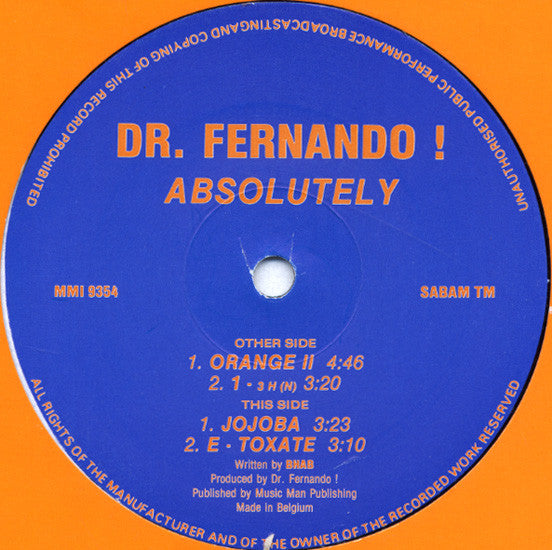 UNAUTHORISED PUBLIC PERFORMANCE BROADCASTING AND COPYING OF THIS RECORD PROHIBITED
DR. FERNANDO !
ABSOLUTELY
MMI 9354
SABAM TM
OTHER SIDE
1. ORANGE II 4:46
2. 1 - 3 H (N) 3:20
THIS SIDE
1. JOJOBA 3:23
2. E - TOXATE 3:10
Written by BHAB
Produced by Dr. Fernando !
Published by Music Man Publishing
Made in Belgium
ALL RIGHTS OF THE MANUFACTURER AND OF THE OWNER OF THE RECORDED WORK RESERVED